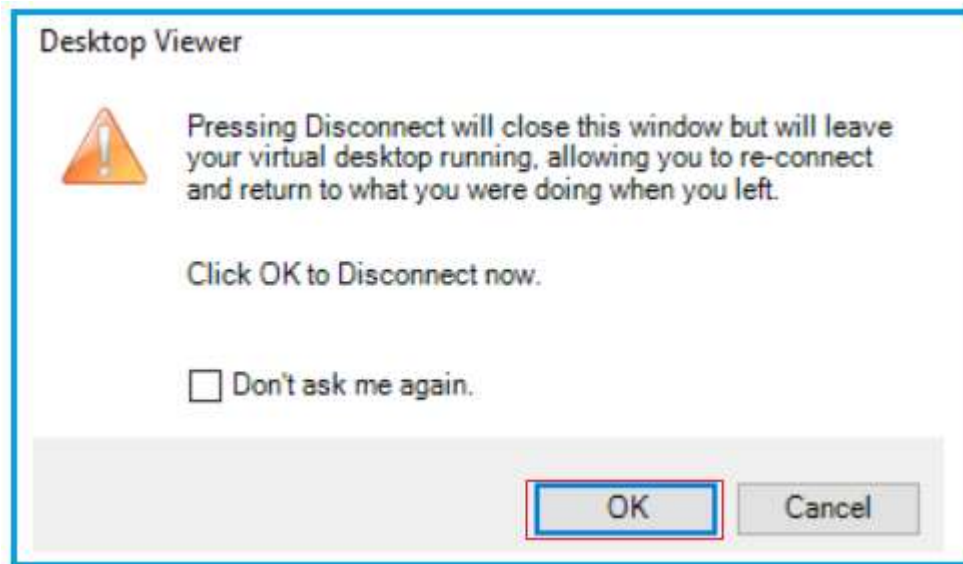 Desktop Viewer
Pressing Disconnect will close this window but will leave
your virtual desktop running, allowing you to re-connect
and return to what you were doing when you left.
Click OK to Disconnect now.
Don't ask me again.
OK
Cancel